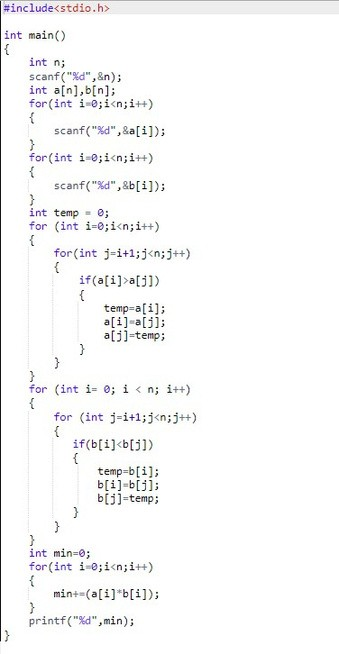 #include<stdio.h>
int main()
{
    int n;
    scanf("%d",&n);
    int a[n],b[n];
    for(int i=0;i<n;i++)
    {
        scanf("%d",&a[i]);
    }
    for(int i=0;i<n;i++)
    {
        scanf("%d",&b[i]);
    }
    int temp = 0;
    for (int i=0;i<n;i++)
    {
        for(int j=i+1;j<n;j++)
        {
            if(a[i]>a[j])
            {
                temp=a[i];
                a[i]=a[j];
                a[j]=temp;
            }
        }
    }
    for (int i= 0; i < n; i++)
    {
        for (int j=i+1;j<n;j++)
        {
            if(b[i]<b[j])
            {
                temp=b[i];
                b[i]=b[j];
                b[j]=temp;
            }
        }
    }
    int min=0;
    for(int i=0;i<n;i++)
    {
        min+=(a[i]*b[i]);
    }
    printf("%d",min);
}